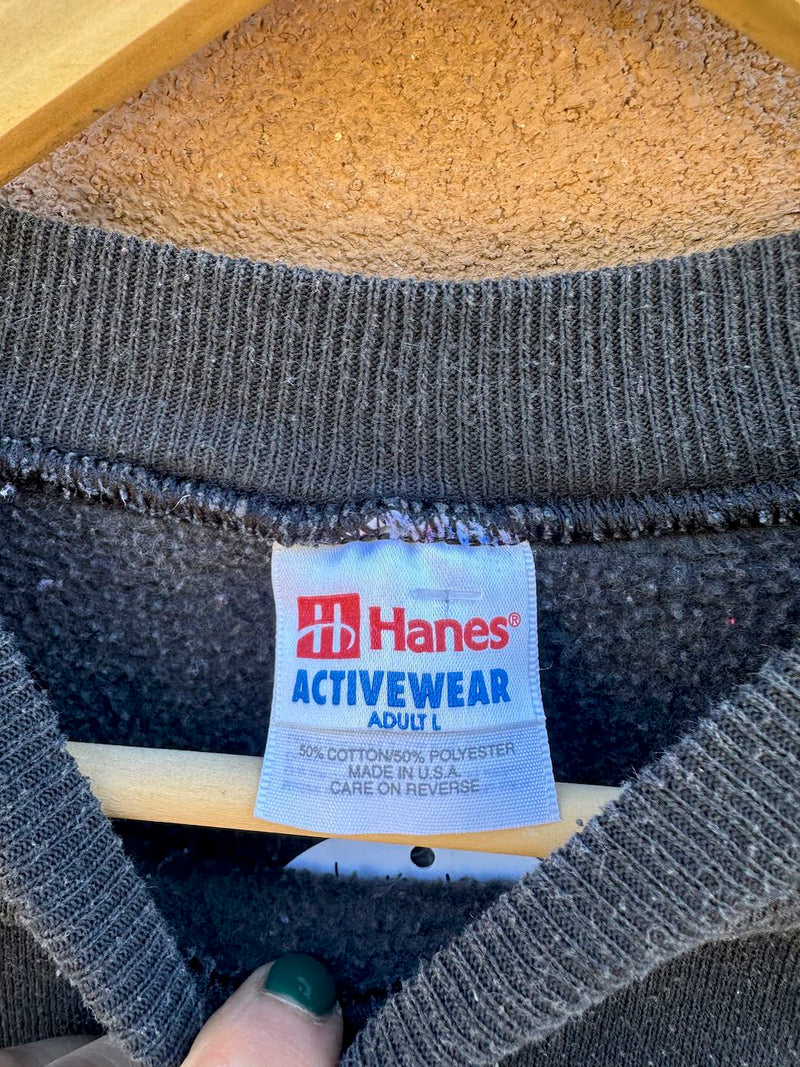 Hanes®
ACTIVEWEAR
ADULT L
50% COTTON/50% POLYESTER
MADE IN U.S.A.
CARE ON REVERSE